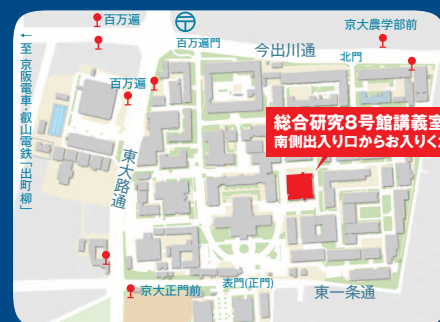 百万遍
〒
百万遍門
京大農学部前
今出川通
北門
← 至 京阪電車・叡山電鉄「出町柳」
百万遍
総合研究8号館講義室
南側出入り口からお入りく
東大路通
表門(正門)
京大正門前
東一条通